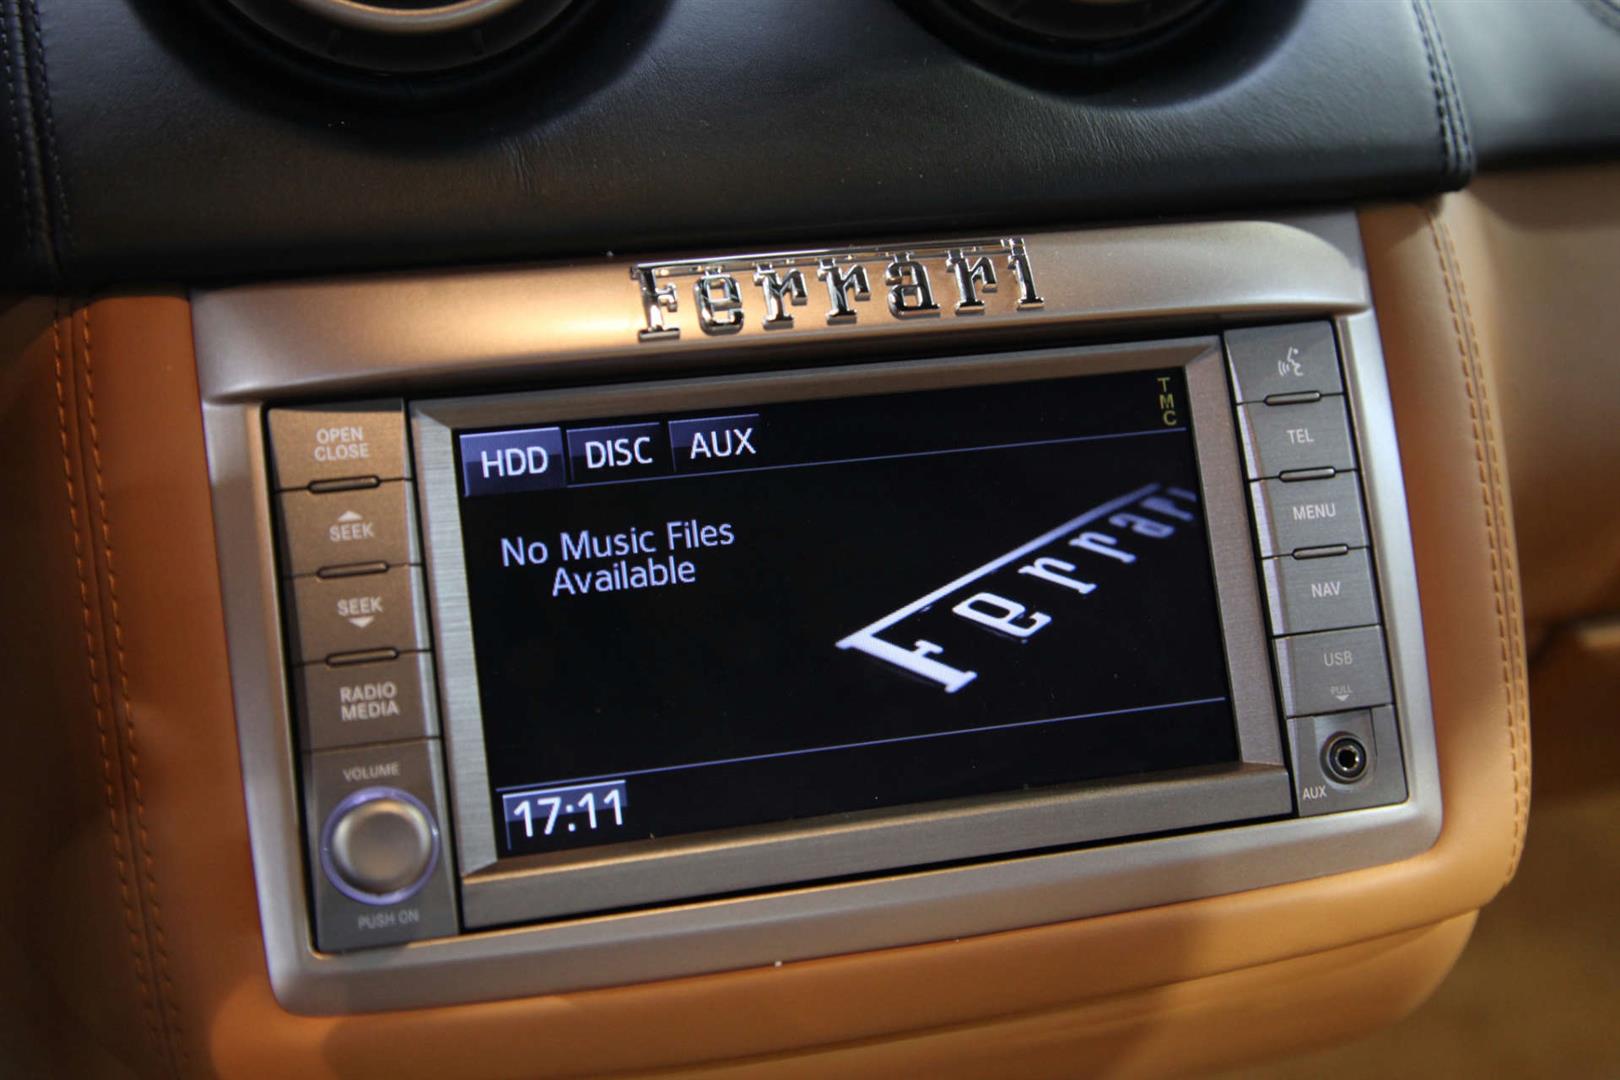 Ferrari
OPEN
CLOSE
SEEK
SEEK
RADIO
MEDIA
VOLUME
PUSH ON
HDD DISC AUX
TMC
No Music Files
Available
Ferrari
17:11
TEL
MENU
NAV
USB
PULL
AUX